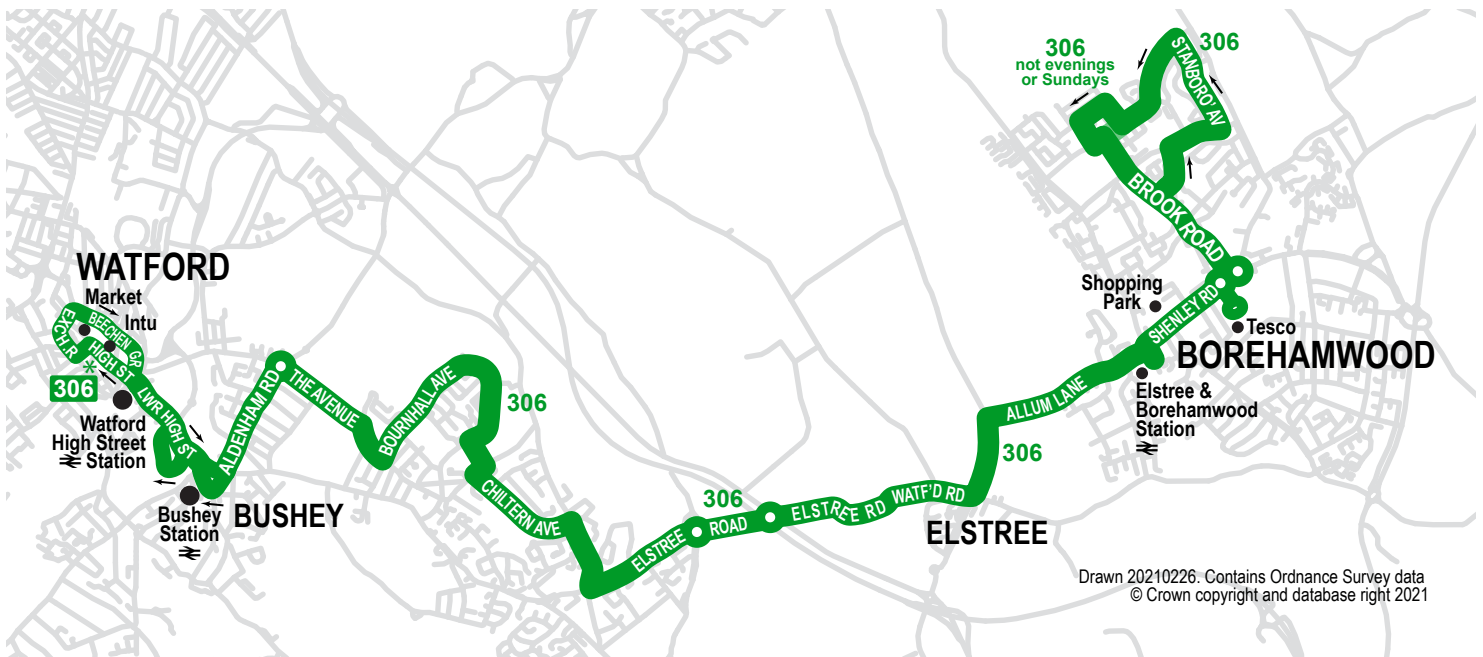 306
not evenings
or Sundays
306
STANBORO' AV
BROOK ROAD
WATFORD
Market
Intu
EXCH.R
BEECHEN GR
HIGH ST
*
306
LWR HIGH ST
Watford
High Street
Station
ALDENHAM RD
THE AVENUE
BOURNHALL AVE
306
CHILTERN AVE
Bushey
Station
BUSHEY
ELSTREE
ROAD
306
ELSTREE RD
WATF'D RD
ELSTREE
306
ALLUM LANE
Shopping
Park
SHENLEY RD
Tesco
BOREHAMWOOD
Elstree &
Borehamwood
Station
Drawn 20210226. Contains Ordnance Survey data
© Crown copyright and database right 2021